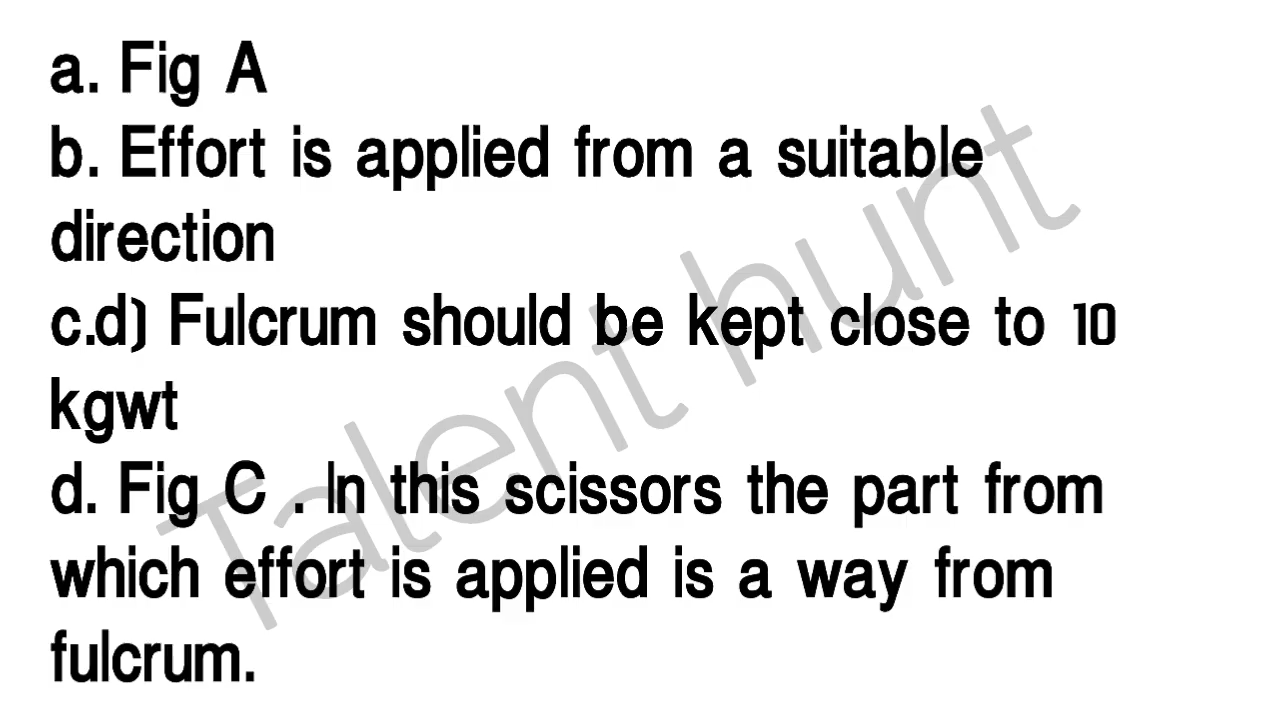 a. Fig A
b. Effort is applied from a suitable
direction
c.d) Fulcrum should be kept close to 10
kgwt
d. Fig C . In this scissors the part from
which effort is applied is a way from
fulcrum.
Talent hunt